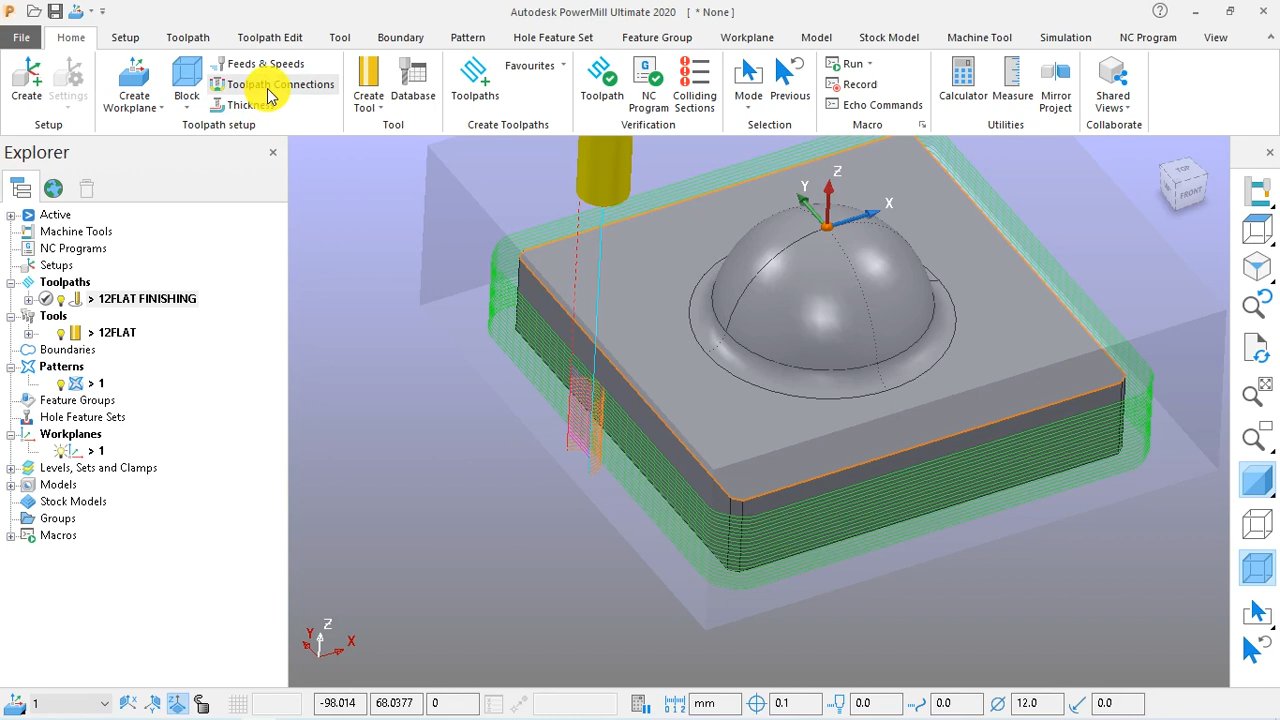 Autodesk PowerMill Ultimate 2020 [ * None ]
File Home Setup Toolpath Toolpath Edit Tool Boundary Pattern Hole Feature Set Feature Group Workplane Model Stock Model Machine Tool Simulation NC Program View
Create
Settings
Setup
Create Workplane
Block
Feeds & Speeds
Toolpath Connections
Thickness
Toolpath setup
Create Tool
Database
Tool
Toolpaths
Favourites
Create Toolpaths
Toolpath
NC Program
Colliding Sections
Verification
Mode
Previous
Selection
Run
Record
Echo Commands
Macro
Calculator
Measure
Mirror Project
Utilities
Shared Views
Collaborate
Explorer
Active
Machine Tools
NC Programs
Setups
Toolpaths
> 12FLAT FINISHING
Tools
> 12FLAT
Boundaries
Patterns
> 1
Feature Groups
Hole Feature Sets
Workplanes
> 1
Levels, Sets and Clamps
Models
Stock Models
Groups
Macros
Z
Y
X
TOP
FRONT
Z
Y
X
1 -98.014 68.0377 0 mm 0.1 0.0 0.0 12.0 0.0